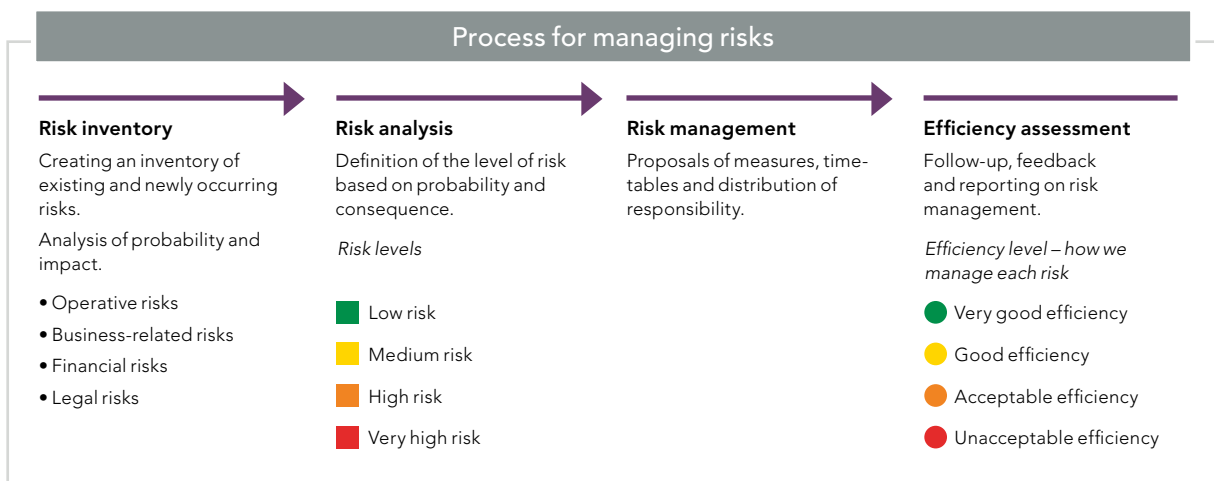 Process for managing risks
Risk inventory
Creating an inventory of
existing and newly occurring
risks.
Analysis of probability and
impact.
• Operative risks
• Business-related risks
• Financial risks
• Legal risks
Risk analysis
Definition of the level of risk
based on probability and
consequence.
Risk levels
Low risk
Medium risk
High risk
Very high risk
Risk management
Proposals of measures, time-
tables and distribution of
responsibility.
Efficiency assessment
Follow-up, feedback
and reporting on risk
management.
Efficiency level – how we
manage each risk
Very good efficiency
Good efficiency
Acceptable efficiency
Unacceptable efficiency